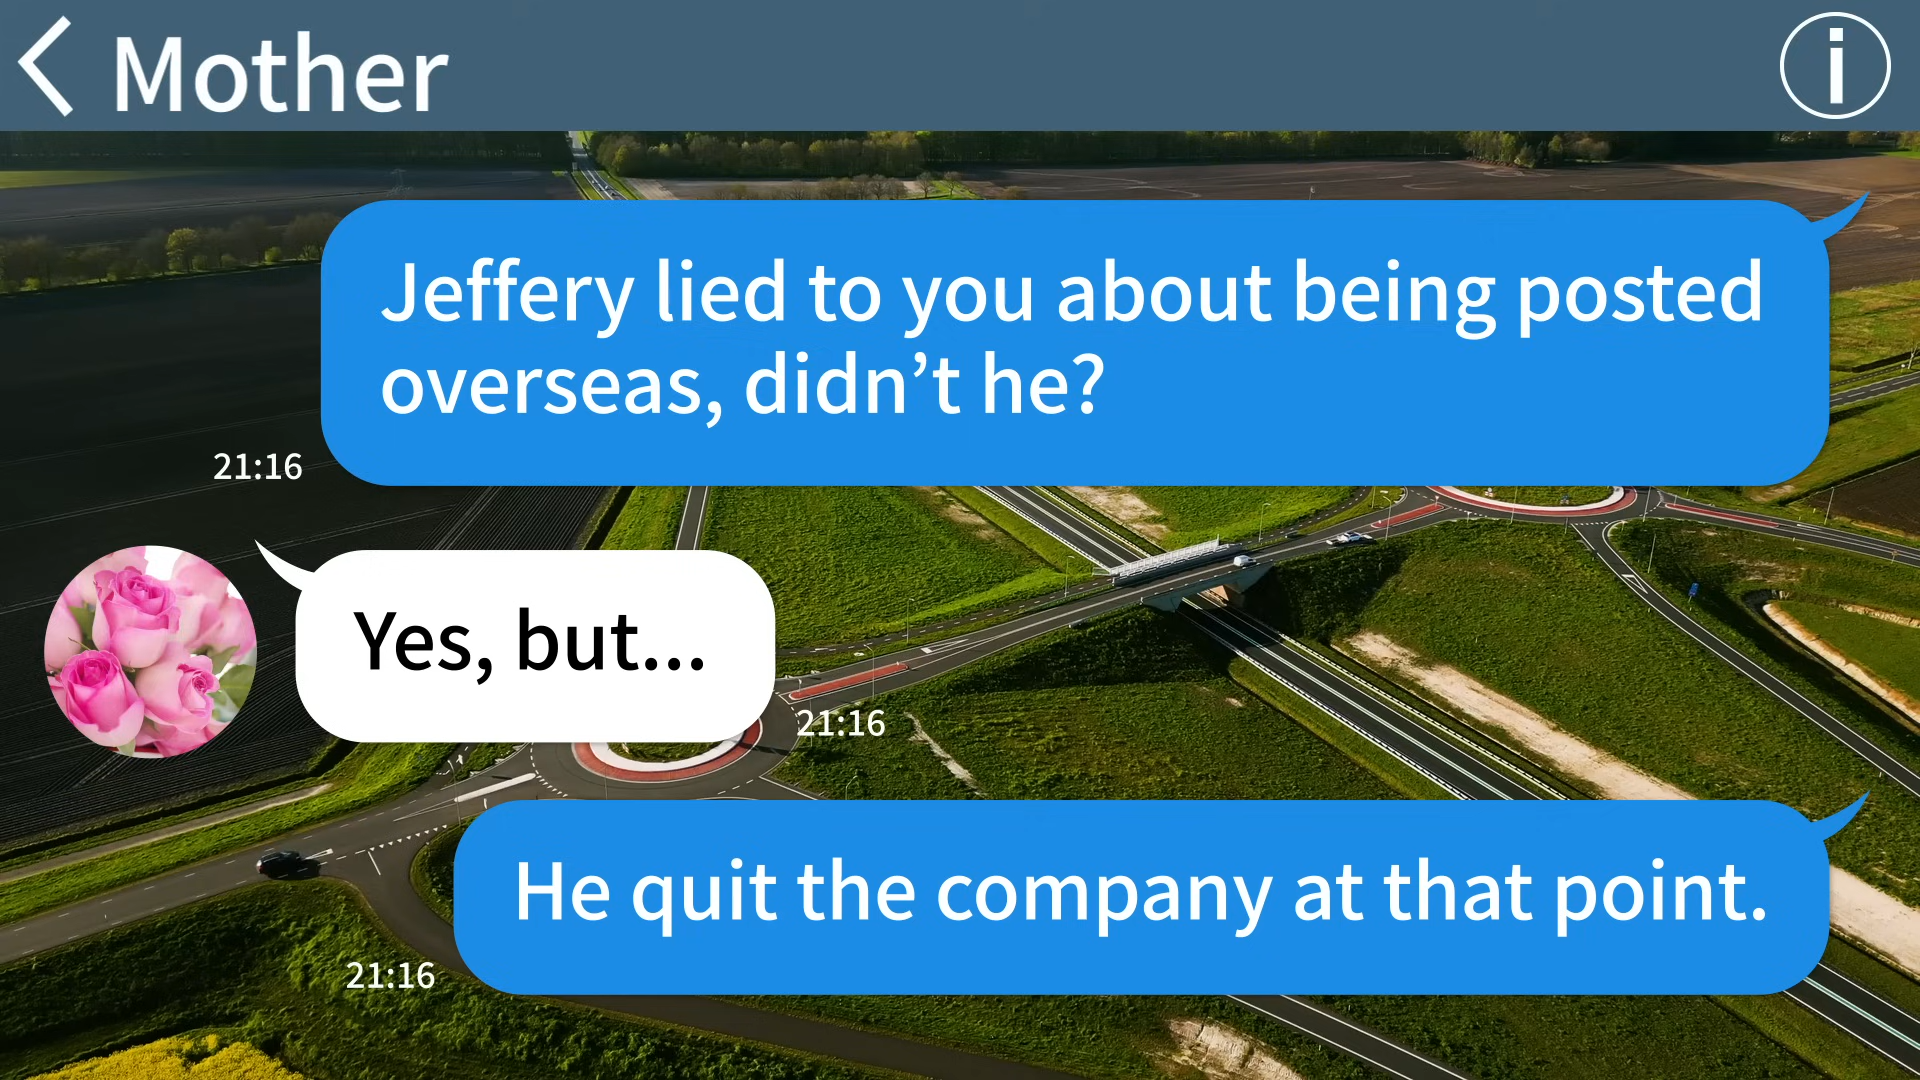 Mother
Jeffery lied to you about being posted
overseas, didn’t he?
21:16
Yes, but...
21:16
He quit the company at that point.
21:16